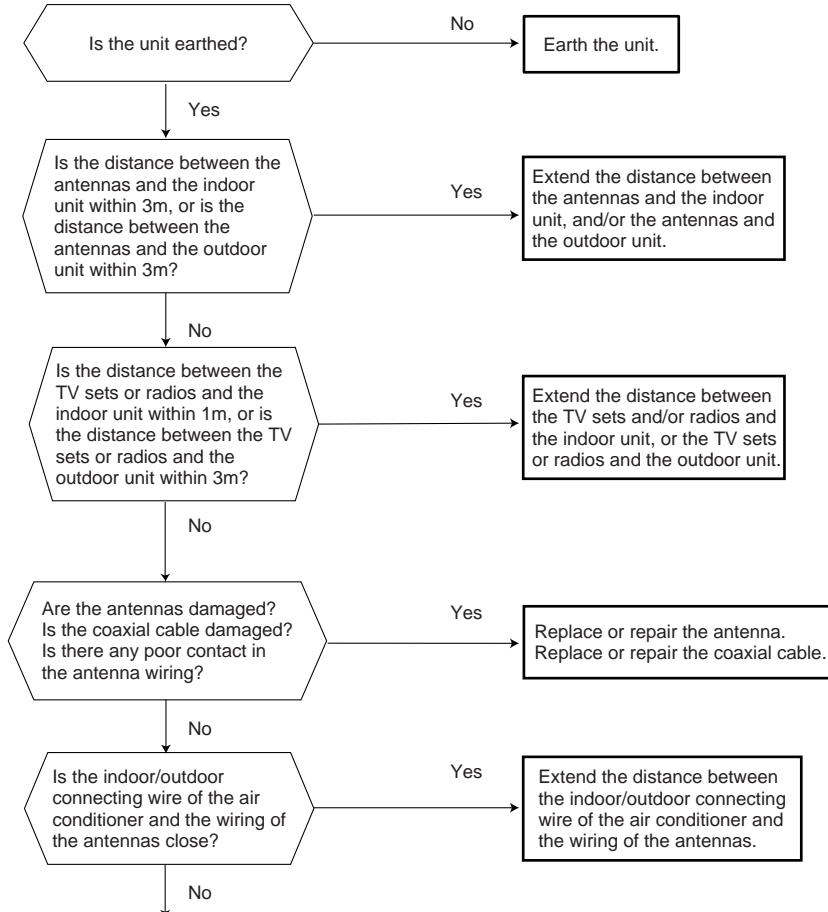 Is the unit earthed?
No
Earth the unit.
Yes
Is the distance between the
antennas and the indoor
unit within 3m, or is the
distance between the
antennas and the outdoor
unit within 3m?
Yes
Extend the distance between
the antennas and the indoor
unit, and/or the antennas and
the outdoor unit.
No
Is the distance between the
TV sets or radios and the
indoor unit within 1m, or is
the distance between the TV
sets or radios and the
outdoor unit within 3m?
Yes
Extend the distance between
the TV sets and/or radios and
the indoor unit, or the TV sets
or radios and the outdoor unit.
No
Are the antennas damaged?
Is the coaxial cable damaged?
Is there any poor contact in
the antenna wiring?
Yes
Replace or repair the antenna.
Replace or repair the coaxial cable.
No
Is the indoor/outdoor
connecting wire of the air
conditioner and the wiring of
the antennas close?
Yes
Extend the distance between
the indoor/outdoor connecting
wire of the air conditioner and
the wiring of the antennas.
No